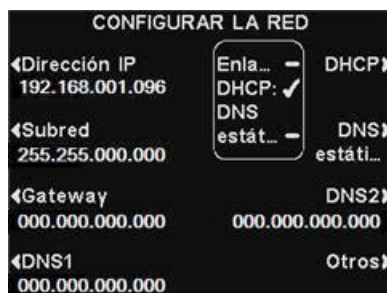 CONFIGURAR LA RED
Dirección IP
192.168.001.096
Enla... –
DHCP: ✓
DNS
estát... –
DHCP
Subred
255.255.000.000
DNS
estáti...
Gateway
000.000.000.000
DNS2
000.000.000.000
DNS1
000.000.000.000
Otros